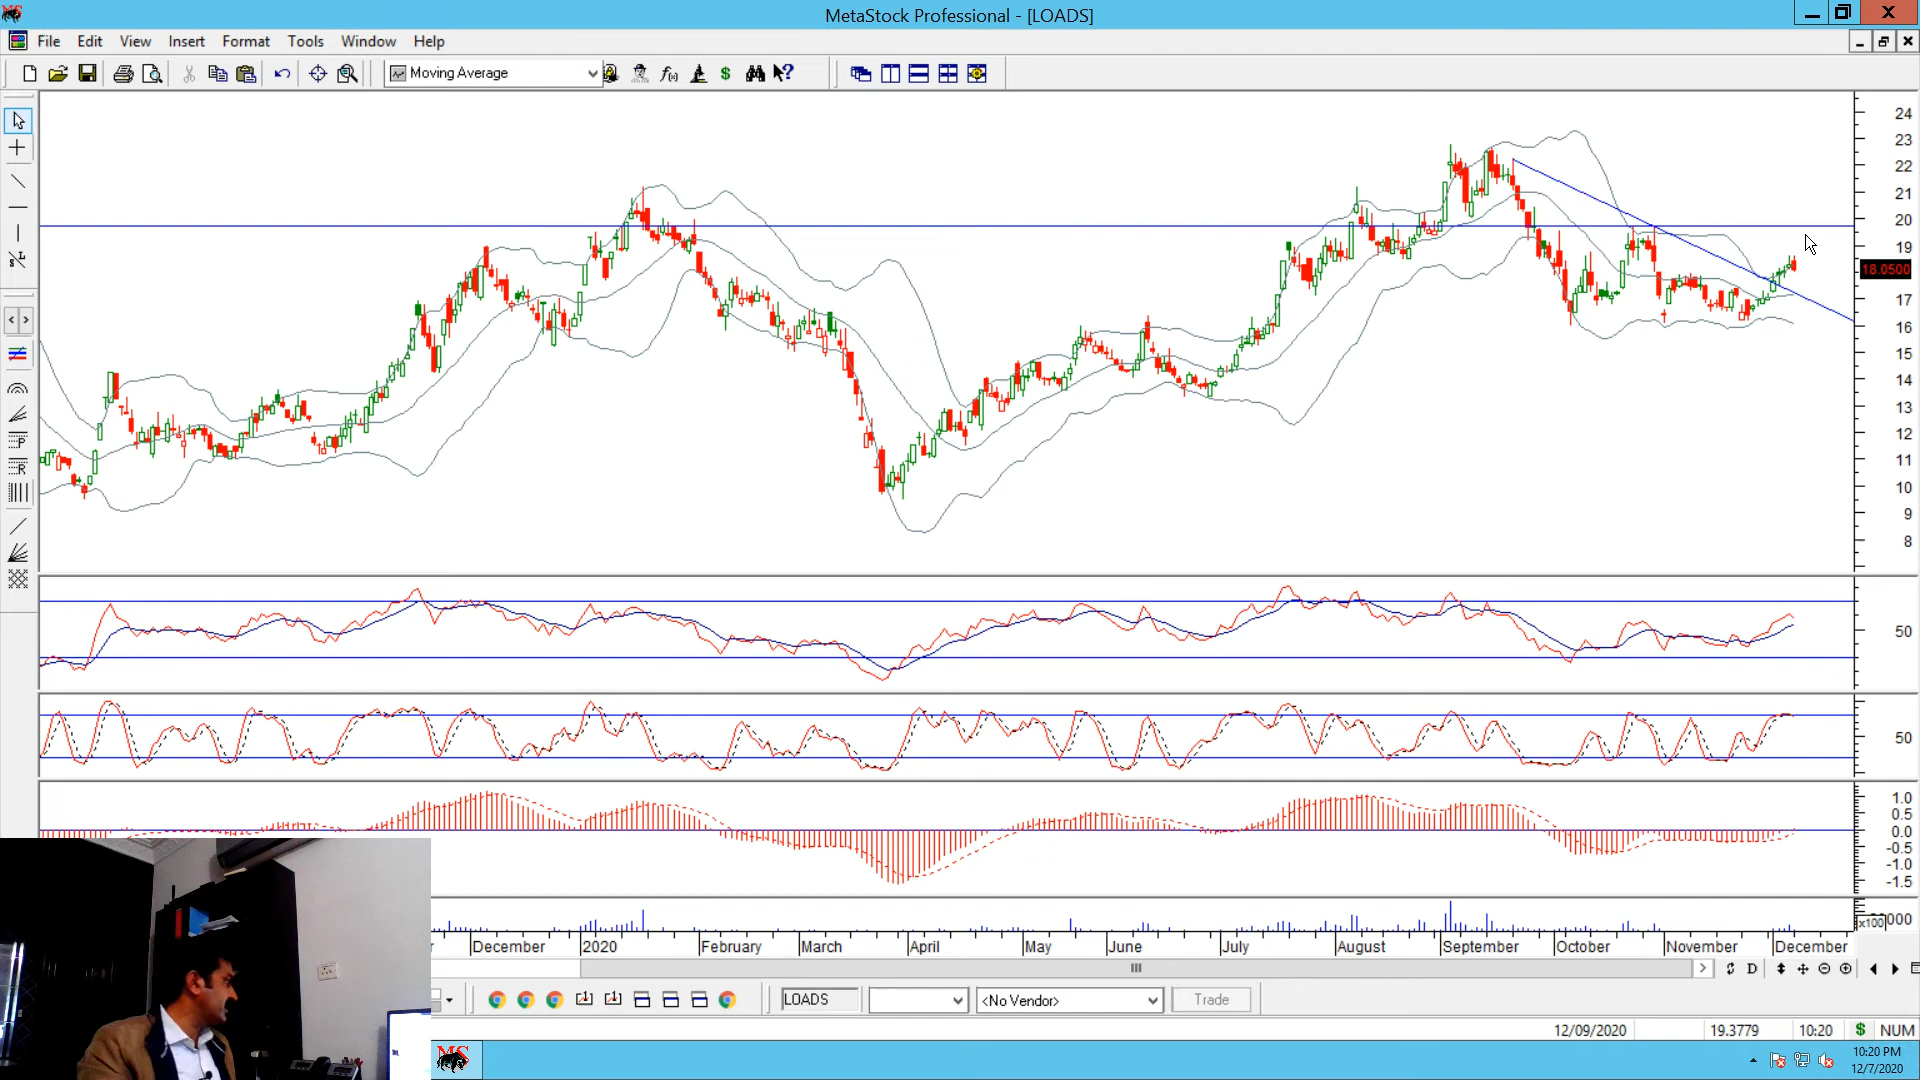 MetaStock Professional - [LOADS]
File Edit View Insert Format Tools Window Help
Moving Average
24
23
22
21
20
19
18.0500
17
16
15
14
13
12
11
10
9
8
50
50
1.0
0.5
0.0
-0.5
-1.0
-1.5
x100
December 2020 February March April May June July August September October November December
D
LOADS <No Vendor> Trade
12/09/2020 19.3779 10:20 $ NUM
MS
10:20 PM
12/7/2020